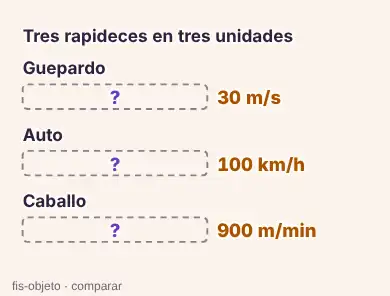 Tres rapideces en tres unidades
Guepardo
? 30 m/s
Auto
? 100 km/h
Caballo
? 900 m/min
fis-objeto · comparar